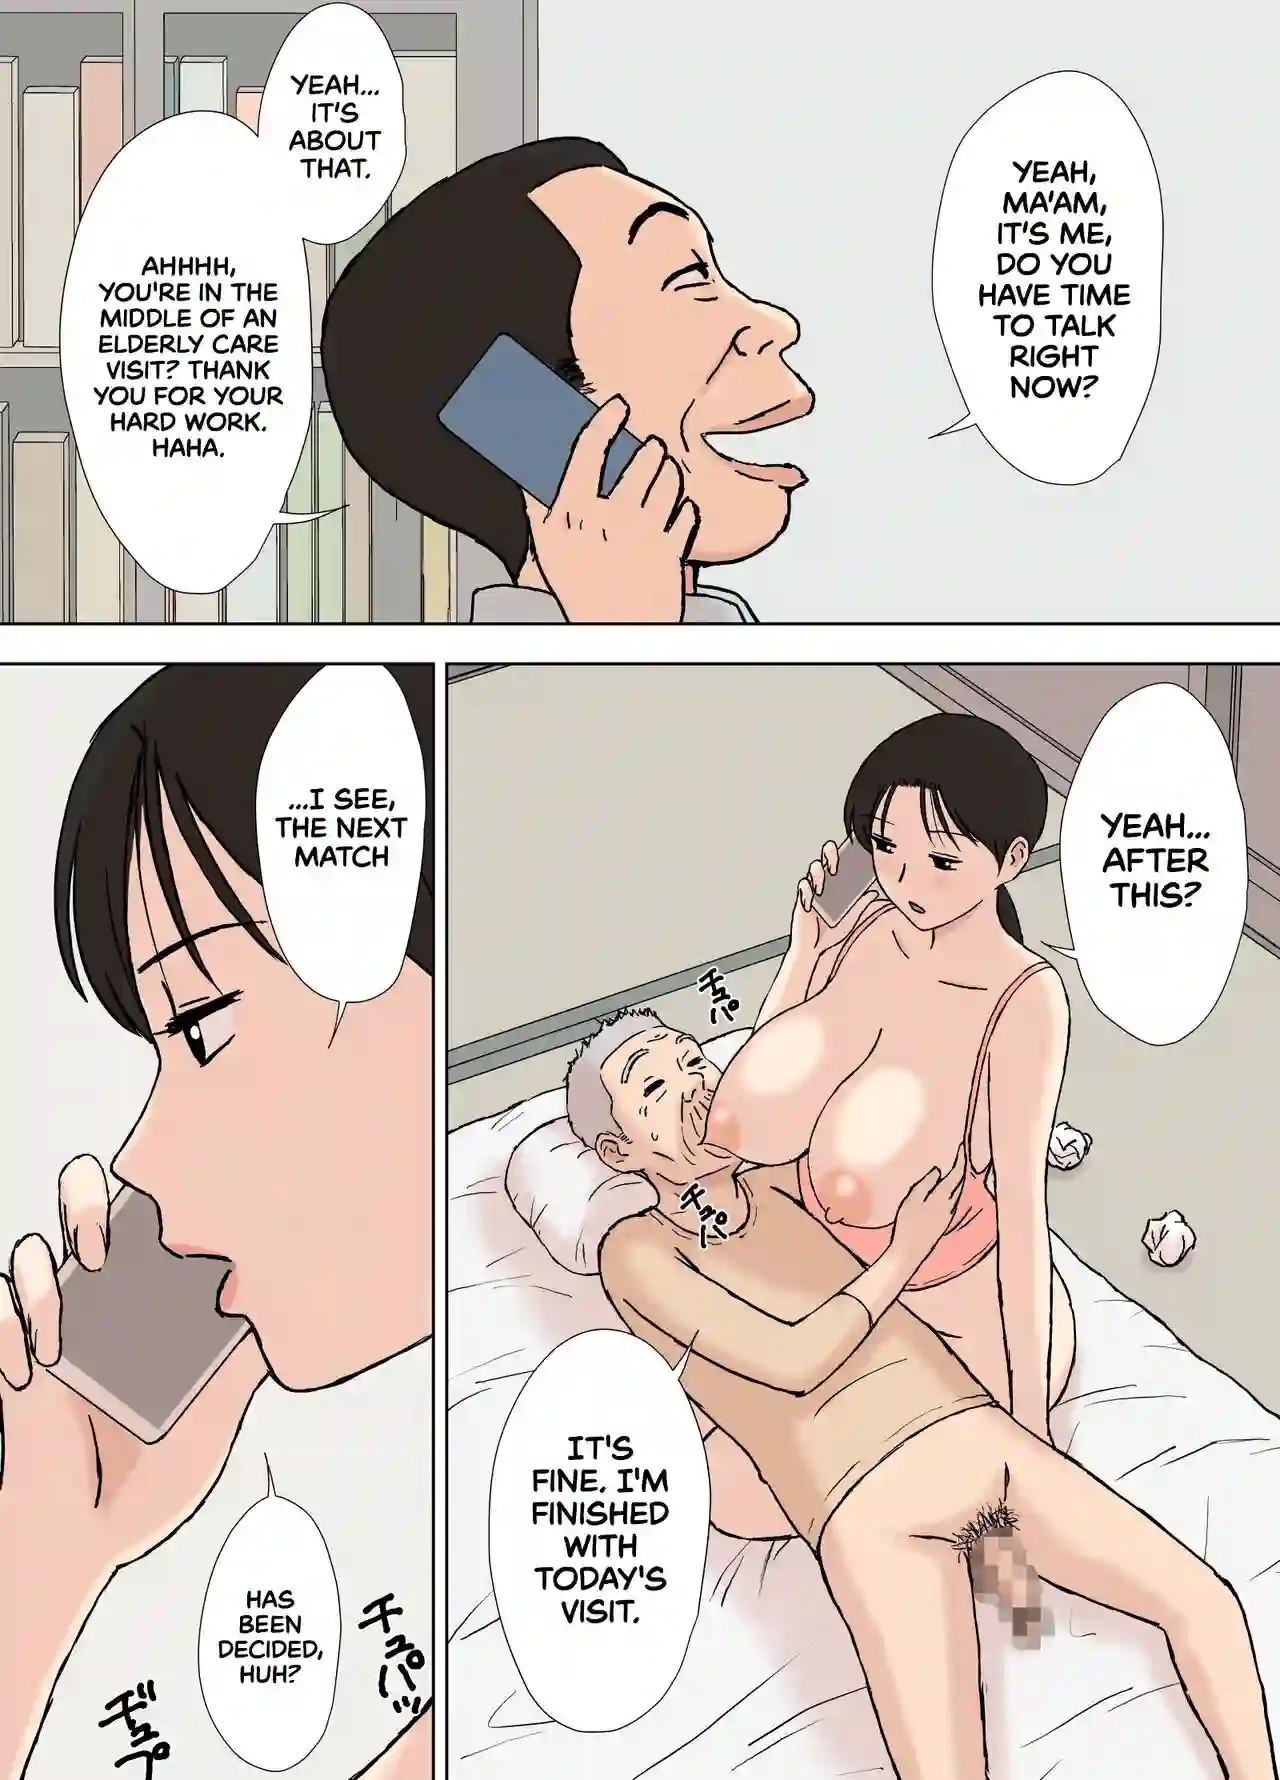 YEAH,
MA'AM,
IT'S ME,
DO YOU
HAVE TIME
TO TALK
RIGHT
NOW?
YEAH...
IT'S
ABOUT
THAT.
AHHHH,
YOU'RE IN THE
MIDDLE OF AN
ELDERLY CARE
VISIT? THANK
YOU FOR YOUR
HARD WORK.
HAHA.
YEAH...
AFTER
THIS?
チュパ
チュパ
IT'S
FINE. I'M
FINISHED
WITH
TODAY'S
VISIT.
...I SEE,
THE NEXT
MATCH
HAS
BEEN
DECIDED,
HUH?
チュパッ
ヂュプ